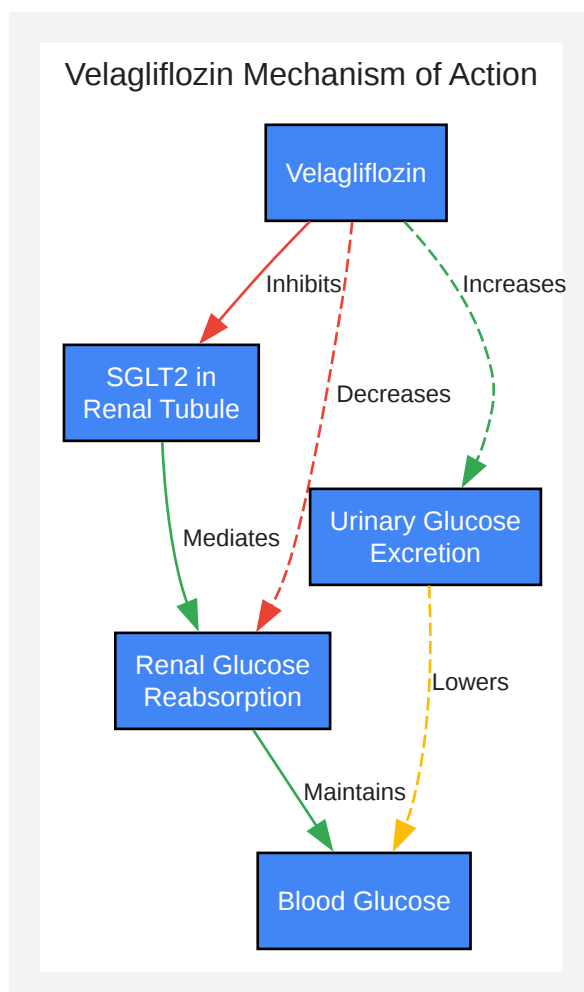 Velagliflozin Mechanism of Action
Velagliflozin
Inhibits
Increases
SGLT2 in
Renal Tubule
Decreases
Urinary Glucose
Excretion
Mediates
Renal Glucose
Reabsorption
Lowers
Maintains
Blood Glucose